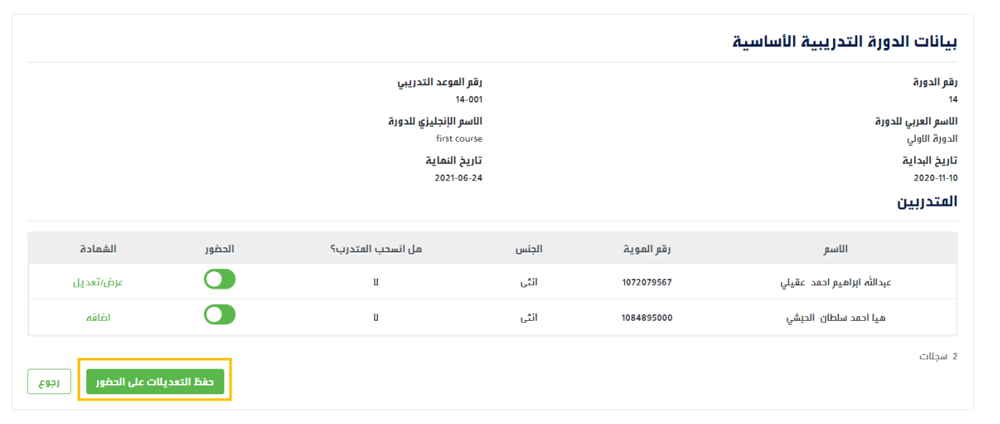 بيانات الدورة التدريبية الأساسية
رقم الدورة
14
رقم الموعد التدريبي
14-001
الاسم العربي للدورة
الدورة الاولي
الاسم الإنجليزي للدورة
first course
تاريخ البداية
2020-11-10
تاريخ النهاية
2021-06-24
المتدربين
الاسم رقم الهوية الجنس هل انسحب المتدرب؟ الحضور الشهادة
عبدالله ابراهيم احمد عقيلي 1072079567 انثى لا عرض/تعديل
هيا احمد سلطان الحبشي 1084895000 انثى لا اضافه
2 سجلات
حفظ التعديلات على الحضور رجوع